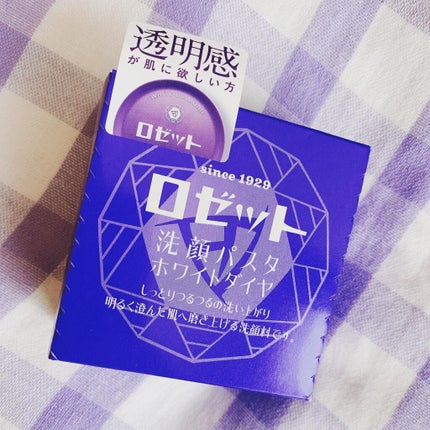 透明感
が肌に欲しい方
ロゼット
since 1929
ロゼット
洗顔パスタ
ホワイトダイヤ
しっとりつるつるの洗い上がり
明るく澄んだ肌へ磨き上げる洗顔料です。